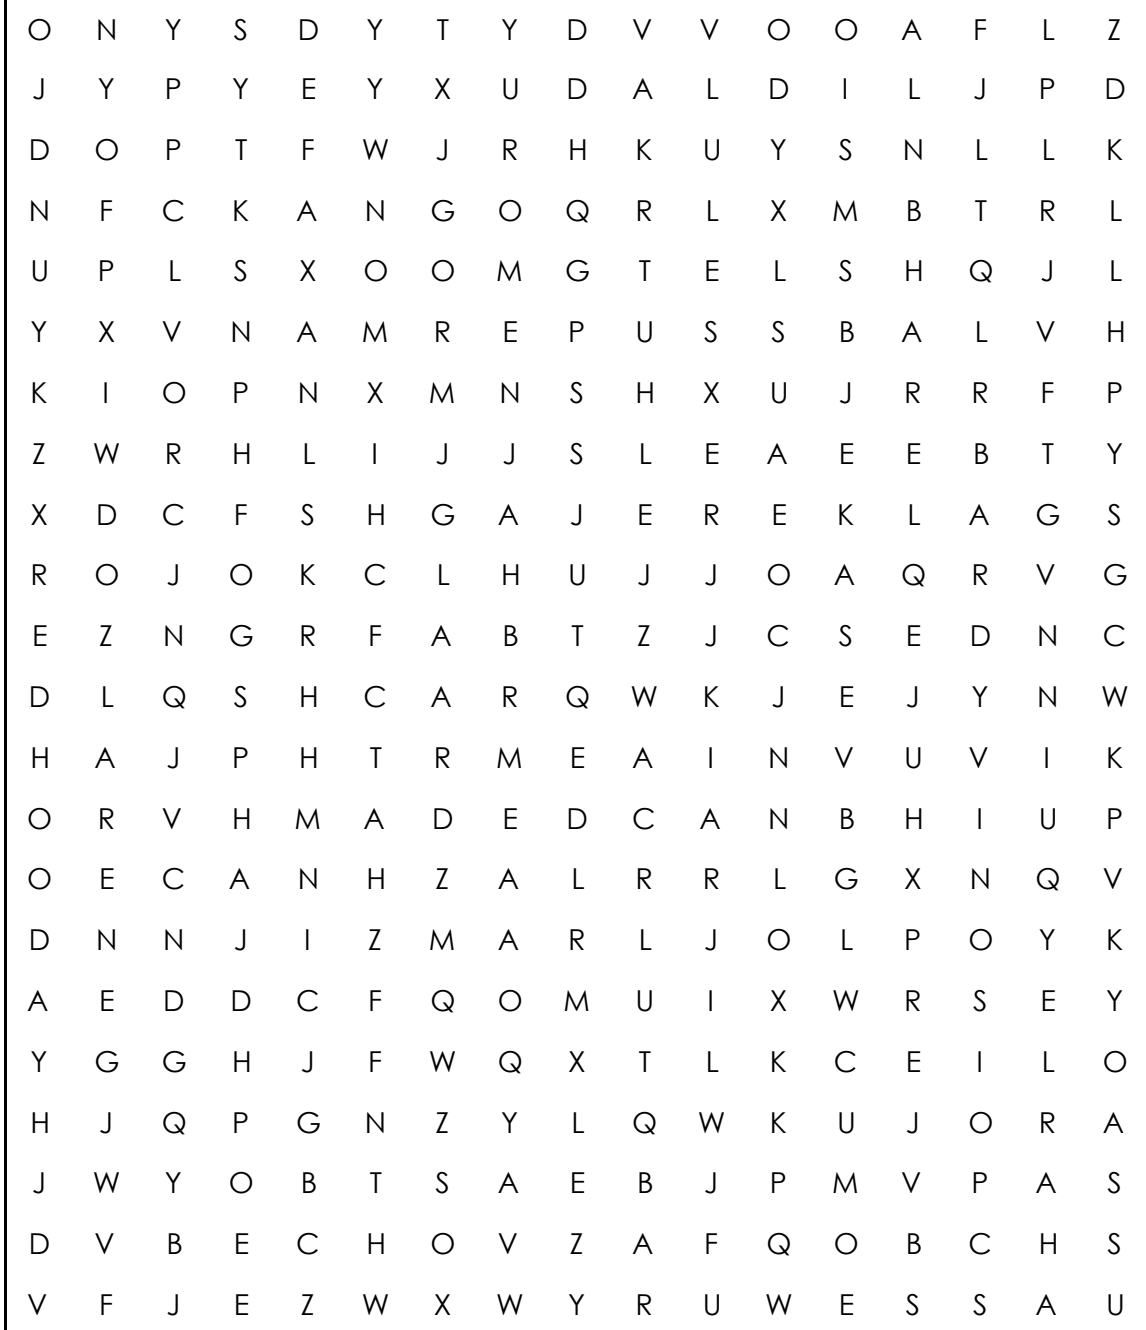 O N Y S D Y T Y D V V O O A F L Z
J Y P Y E Y X U D A L D I L J P D
D O P T F W J R H K U Y S N L L K
N F C K A N G O Q R L X M B T R L
U P L S X O O M G T E L S H Q J L
Y X V N A M R E P U S S B A L V H
K I O P N X M N S H X U J R R F P
Z W R H L I J J S L E A E E B T Y
X D C F S H G A J E R E K L A G S
R O J O K C L H U J J O A Q R V G
E Z N G R F A B T Z J C S E D N C
D L Q S H C A R Q W K J E J Y N W
H A J P H T R M E A I N V U V I K
O R V H M A D E D C A N B H I U P
O E C A N H Z A L R R L G X N Q V
D N N J I Z M A R L J O L P O Y K
A E D D C F Q O M U I X W R S E Y
Y G G H J F W Q X T L K C E I L O
H J Q P G N Z Y L Q W K U J O R A
J W Y O B T S A E B J P M V P A S
D V B E C H O V Z A F Q O B C H S
V F J E Z W X W Y R U W E S S A U